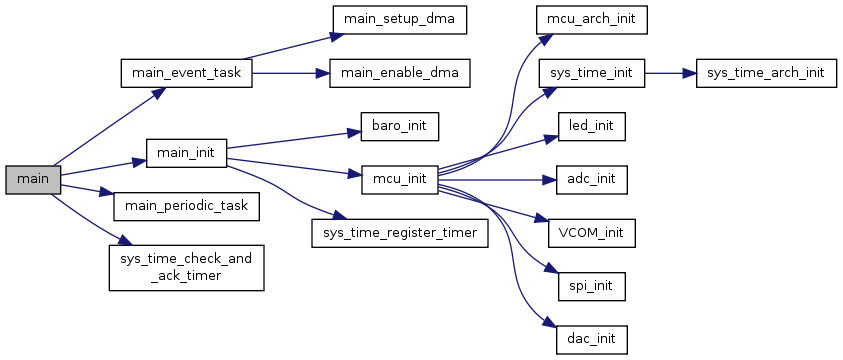 main
main_event_task
main_init
main_periodic_task
sys_time_check_and
_ack_timer
main_setup_dma
main_enable_dma
baro_init
mcu_init
sys_time_register_timer
mcu_arch_init
sys_time_init
led_init
adc_init
VCOM_init
spi_init
dac_init
sys_time_arch_init